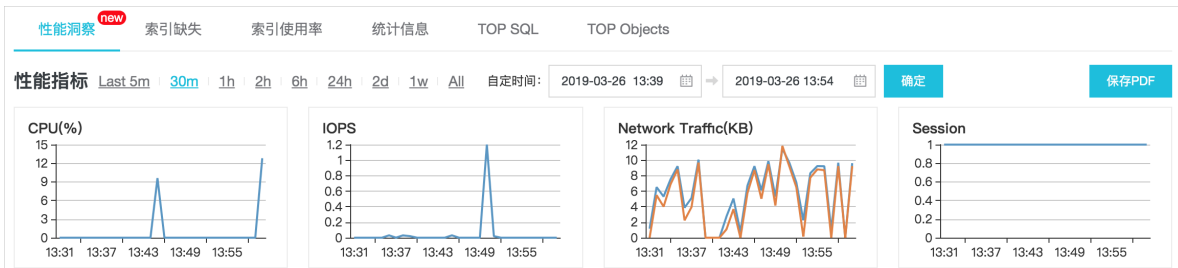 性能洞察 new 索引缺失 索引使用率 统计信息 TOP SQL TOP Objects
性能指标 Last 5m 30m 1h 2h 6h 24h 2d 1w All 自定时间: 2019-03-26 13:39 2019-03-26 13:54 确定 保存PDF
CPU(%)
15
12
9
6
3
0
13:31 13:37 13:43 13:49 13:55
IOPS
1.2
1
0.8
0.6
0.4
0.2
0
13:31 13:37 13:43 13:49 13:55
Network Traffic(KB)
12
10
8
6
4
2
0
13:31 13:37 13:43 13:49 13:55
Session
1
0.8
0.6
0.4
0.2
0
13:31 13:37 13:43 13:49 13:55